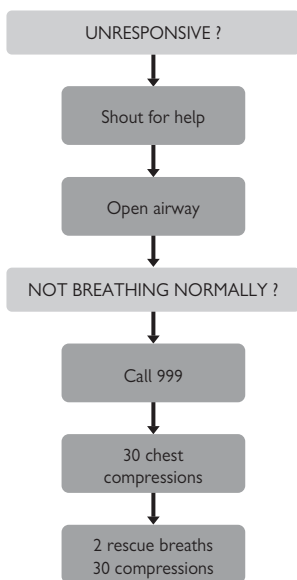 UNRESPONSIVE ?
Shout for help
Open airway
NOT BREATHING NORMALLY ?
Call 999
30 chest
compressions
2 rescue breaths
30 compressions